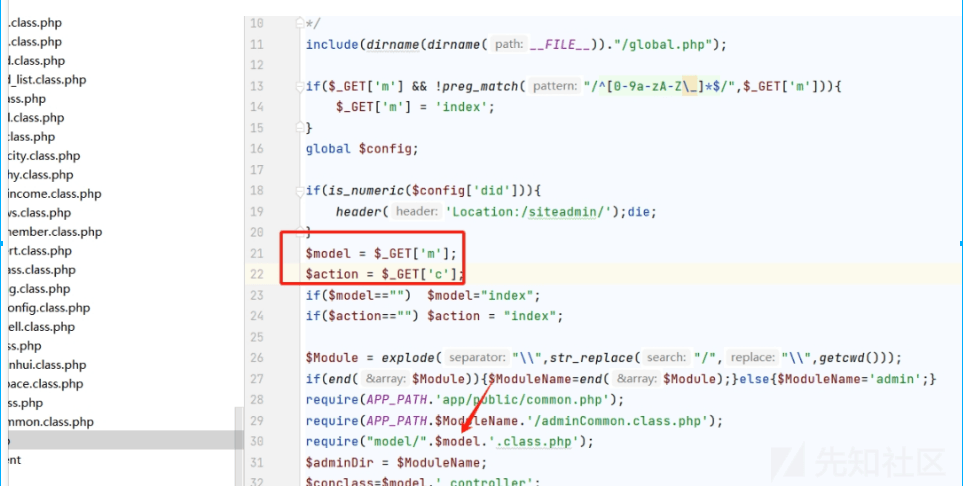 .class.php
.class.php
d.class.php
d_list.class.php
ass.php
d.class.php
class.php
city.class.php
hy.class.php
income.class.php
ws.class.php
member.class.php
ert.class.php
lass.class.php
g.class.php
onfig.class.php
ell.class.php
ss.php
nhui.class.php
pace.class.php
ss.php
mmon.class.php
ent
10 */
11 include(dirname(dirname( path: __FILE__))."/global.php");
12
13 if($_GET['m'] && !preg_match( pattern: "/^[0-9a-zA-Z\_]*$/",$_GET['m'])){
14 $_GET['m'] = 'index';
15 }
16 global $config;
17
18 if(is_numeric($config['did'])){
19 header( header: 'Location:/siteadmin/');die;
20 }
21 $model = $_GET['m'];
22 $action = $_GET['c'];
23 if($model=="") $model="index";
24 if($action=="") $action = "index";
25
26 $Module = explode( separator: "\\",str_replace( search: "/", replace: "\\",getcwd()));
27 if(end( &array: $Module)){$ModuleName=end( &array: $Module);}else{$ModuleName='admin';}
28 require(APP_PATH.'app/public/common.php');
29 require(APP_PATH.$ModuleName.'/adminCommon.class.php');
30 require("model/".$model.'.class.php');
31 $adminDir = $ModuleName;
32 $conclass=$model.'_controller';
先知社区